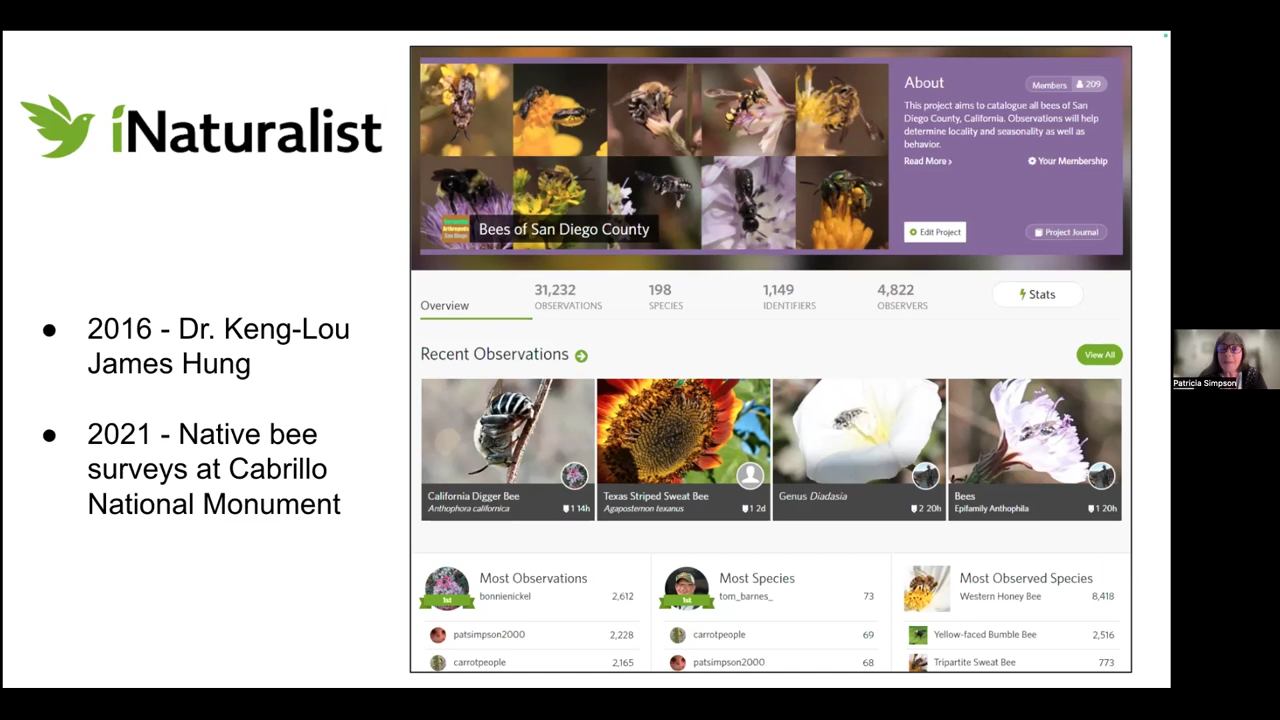 iNaturalist
● 2016 - Dr. Keng-Lou
James Hung
● 2021 - Native bee
surveys at Cabrillo
National Monument
Bees of San Diego County
About
Members 209
This project aims to catalogue all bees of San
Diego County, California. Observations will help
determine locality and seasonality as well as
behavior.
Read More ›
Your Membership
Edit Project
Project Journal
Overview
31,232
OBSERVATIONS
198
SPECIES
1,149
IDENTIFIERS
4,822
OBSERVERS
Stats
Recent Observations
View All
California Digger Bee
Anthophora californica
1 14h
Texas Striped Sweat Bee
Agapostemon texanus
1 2d
Genus Diadasia
2 20h
Bees
Epifamily Anthophila
1 20h
Most Observations
1st
bonnienickel 2,612
patsimpson2000 2,228
carrotpeople 2,165
Most Species
1st
tom_barnes_ 73
carrotpeople 69
patsimpson2000 68
Most Observed Species
Western Honey Bee 8,418
Yellow-faced Bumble Bee 2,516
Tripartite Sweat Bee 773
Patricia Simpson